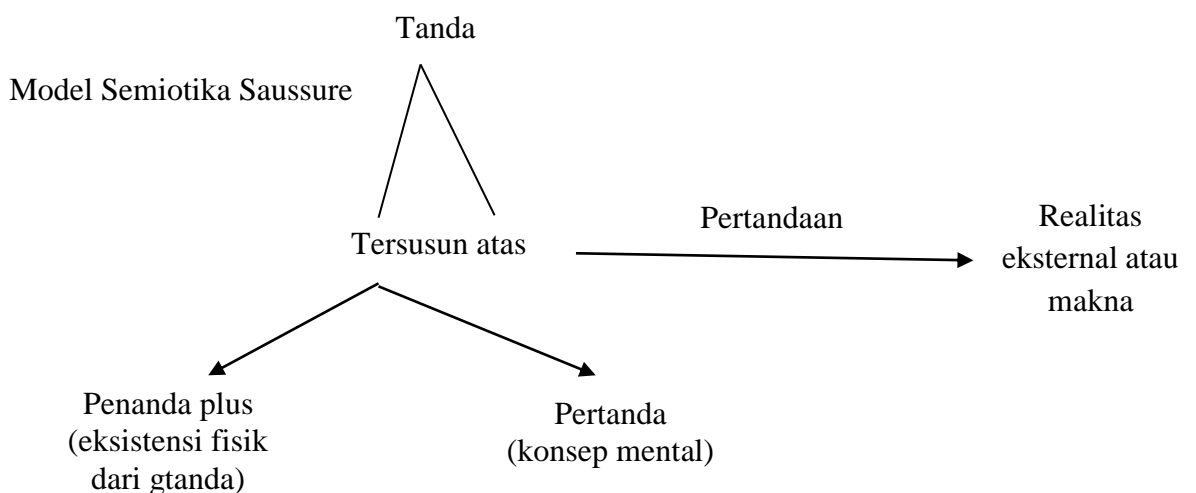 Tanda
Model Semiotika Saussure
Pertandaan
Realitas
eksternal atau
makna
Tersusun atas
Penanda plus
(eksistensi fisik
dari gtanda)
Pertanda
(konsep mental)